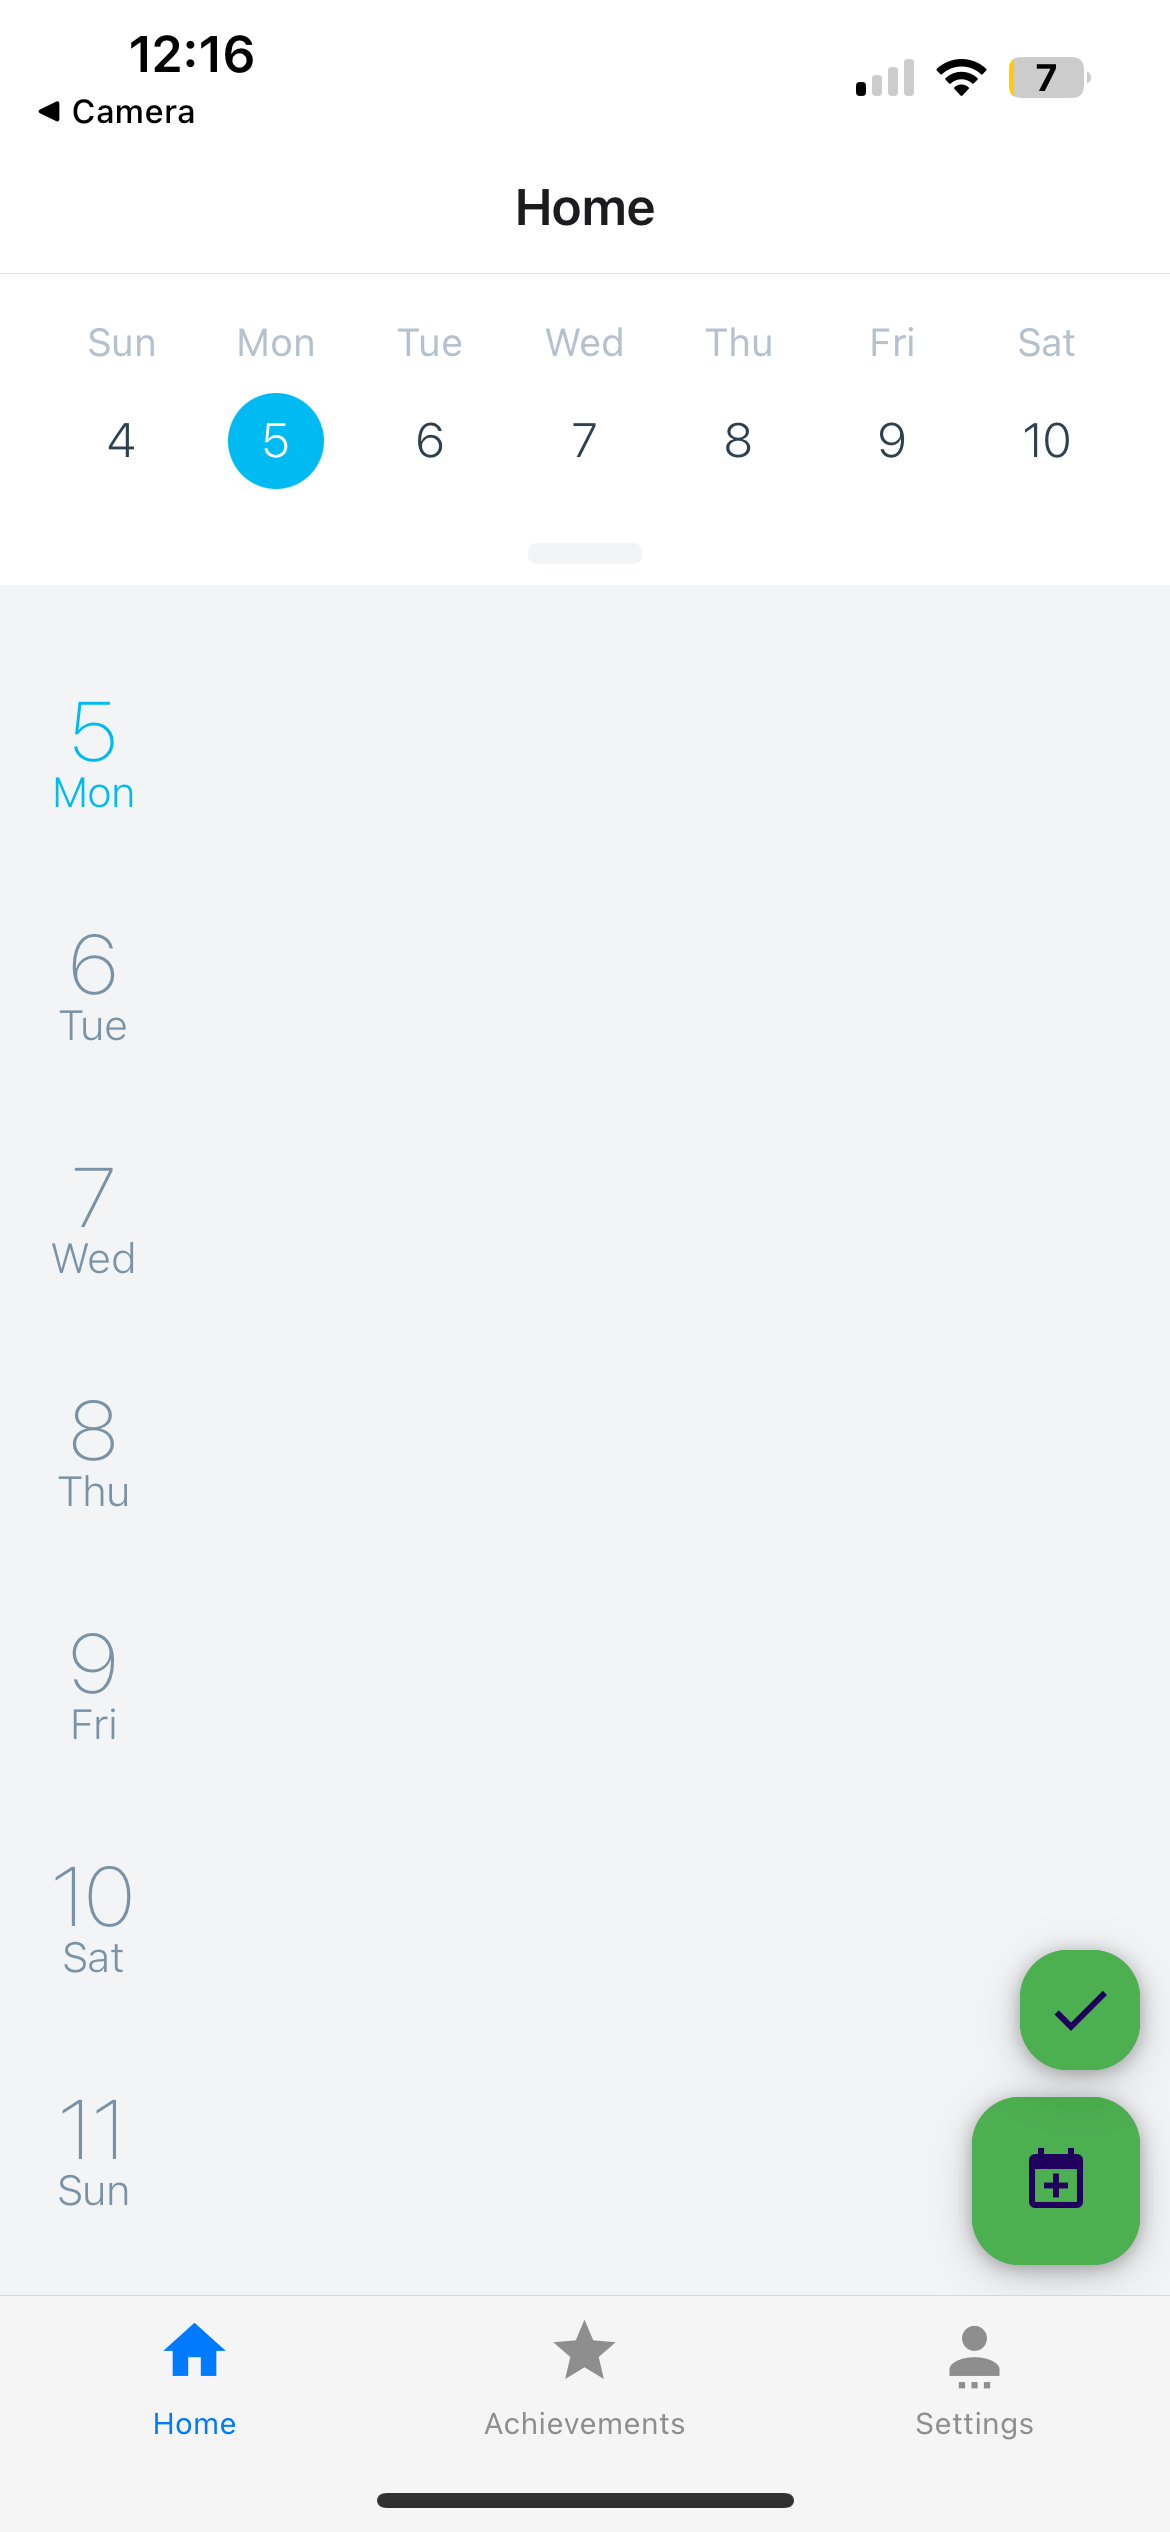 12:16
7
◀ Camera
Home
Sun Mon Tue Wed Thu Fri Sat
4 5 6 7 8 9 10
5
Mon
6
Tue
7
Wed
8
Thu
9
Fri
10
Sat
11
Sun
Home Achievements Settings